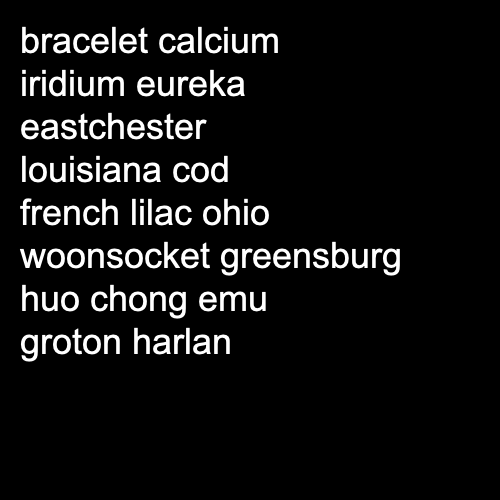 bracelet calcium
iridium eureka
eastchester
louisiana cod
french lilac ohio
woonsocket greensburg
huo chong emu
groton harlan